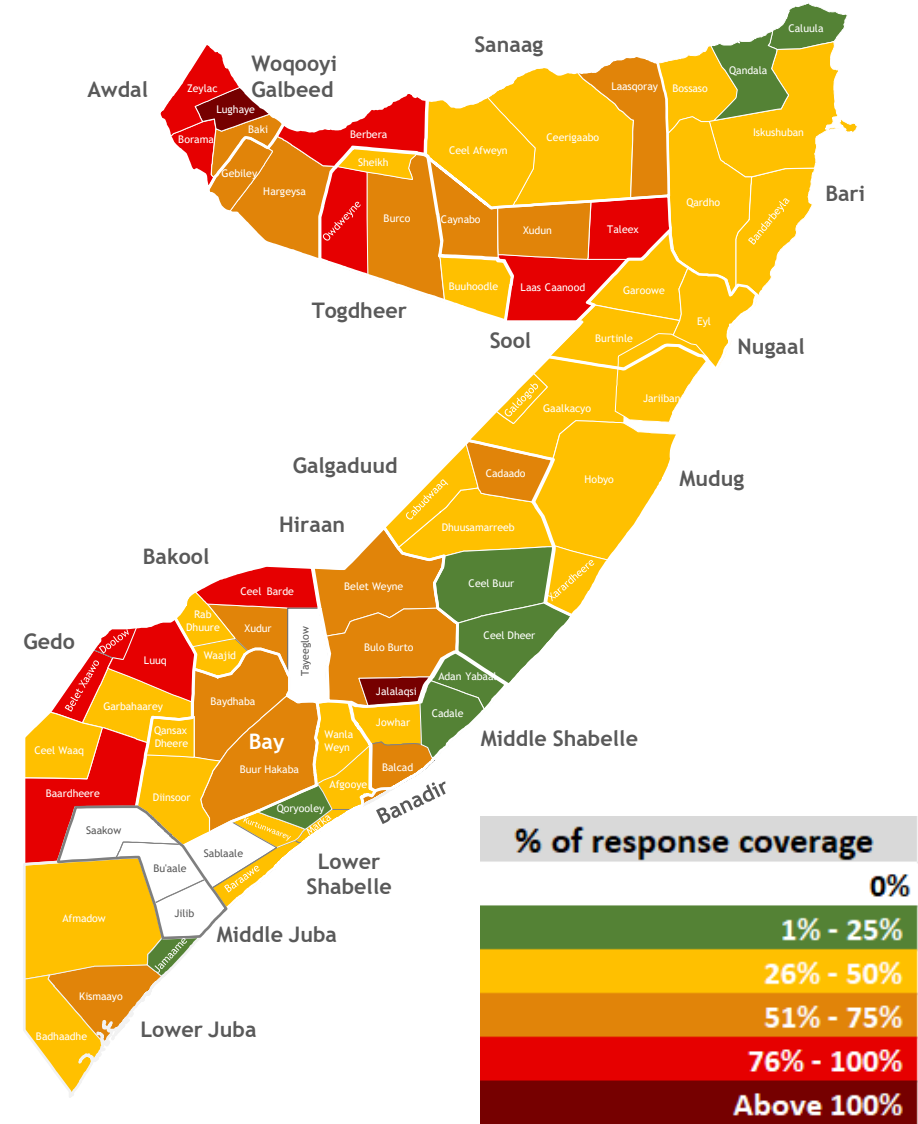 Sanaag
Caluula
Woqooyi
Galbeed
Awdal
Qandala
Zeylac
Laasqoray
Bossaso
Lughaye
Baki
Berbera
Borama
Ceerigaabo
Iskushuban
Ceel Afweyn
Sheikh
Gebiley
Hargeysa
Bari
Qardho
Owdweyne
Burco
Caynabo
Xudun
Taleex
Bandarbeyla
Buuhoodle
Laas Caanood
Garoowe
Togdheer
Eyl
Sool
Burtinle
Nugaal
Galdogob
Gaalkacyo
Jariiban
Galgaduud
Cadaado
Hobyo
Mudug
Cabudwaaq
Hiraan
Dhuusamarreeb
Bakool
Belet Weyne
Ceel Buur
Xarardheere
Ceel Barde
Rab
Dhuure
Xudur
Gedo
Doolow
Ceel Dheer
Tayeeglow
Bulo Burto
Waajid
Luuq
Belet Xaawo
Adan Yabaal
Jalalaqsi
Baydhaba
Garbahaarey
Cadale
Jowhar
Qansax
Dheere
Wanla
Weyn
Bay
Middle Shabelle
Ceel Waaq
Buur Hakaba
Balcad
Afgooye
Baardheere
Diinsoor
Banadir
Qoryooley
Marka
Kurtunwaarey
Saakow
Sablaale
Lower
Shabelle
Bu'aale
Baraawe
Jilib
Afmadow
Middle Juba
Jamaame
Kismaayo
Lower Juba
Badhaadhe
% of response coverage
0%
1% - 25%
26% - 50%
51% - 75%
76% - 100%
Above 100%